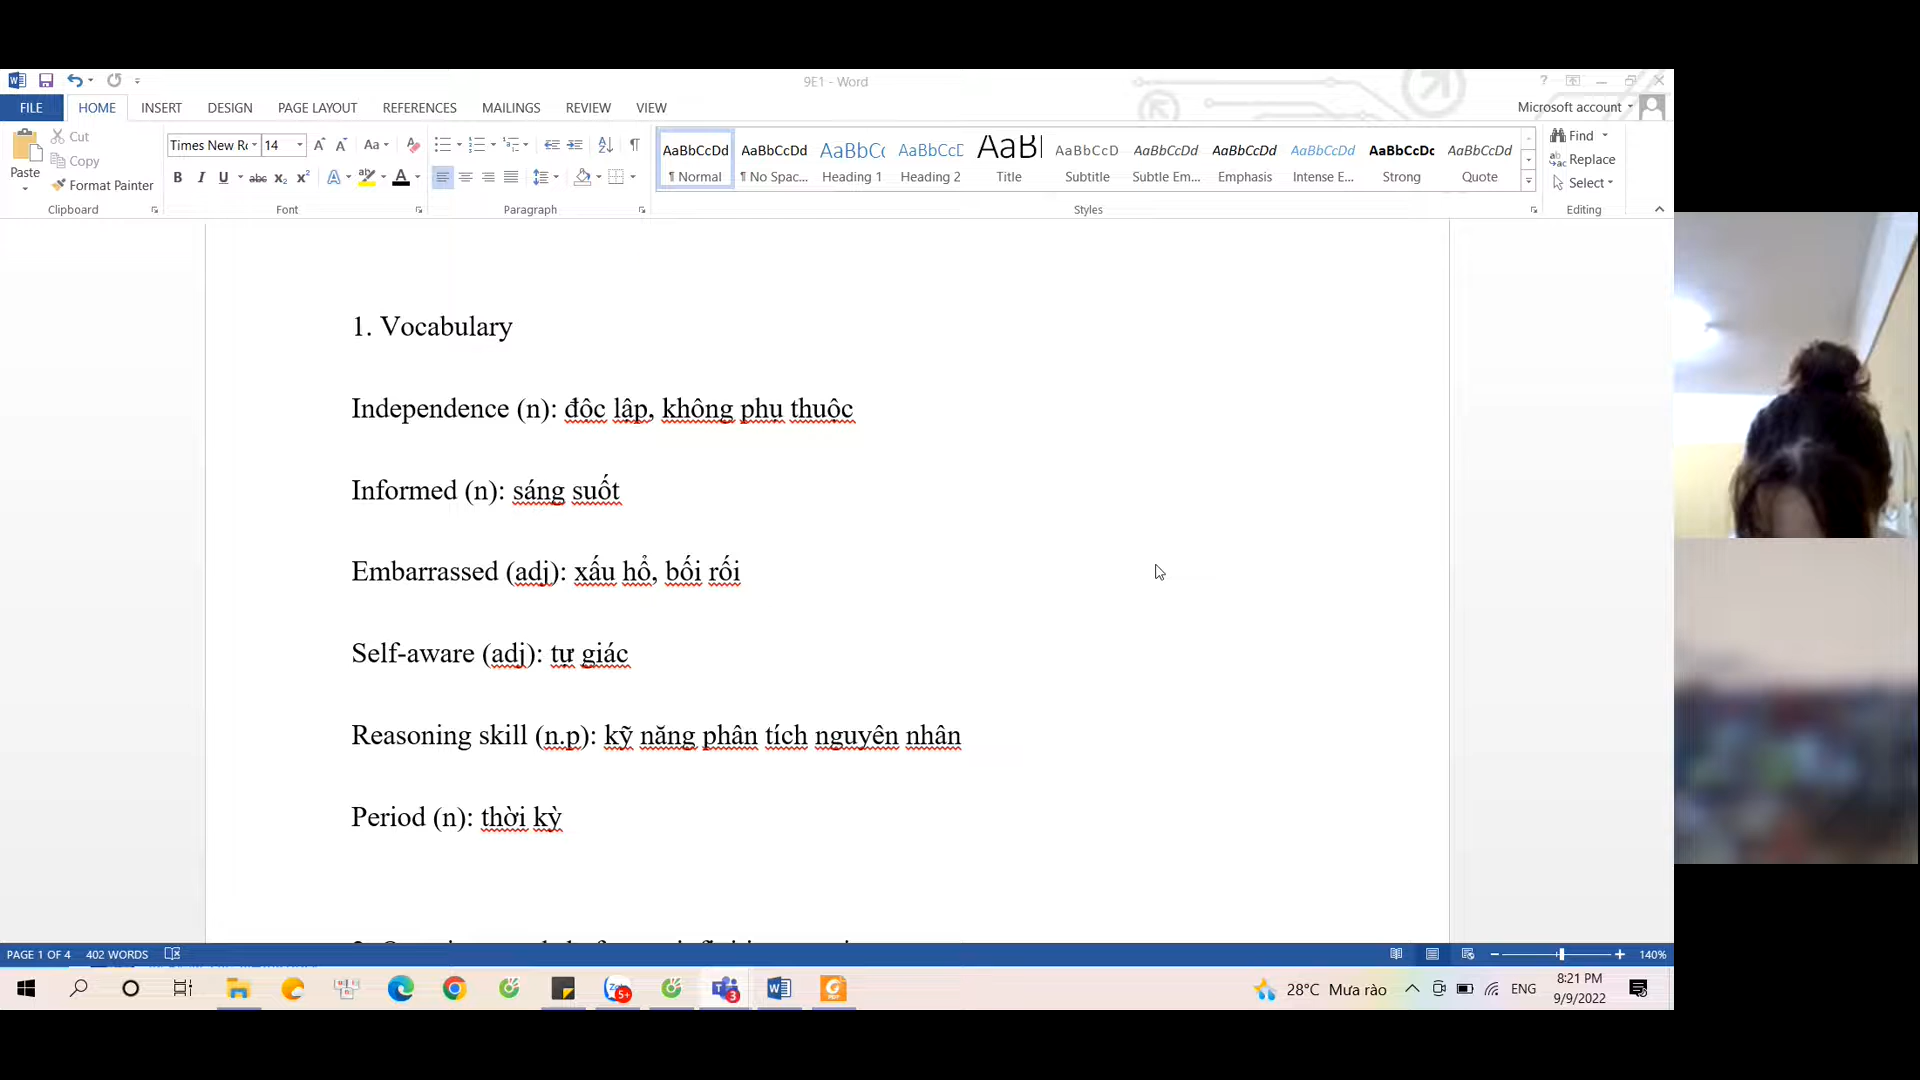 9E1 - Word
FILE HOME INSERT DESIGN PAGE LAYOUT REFERENCES MAILINGS REVIEW VIEW Microsoft account
Paste Cut Copy Format Painter Clipboard
Times New Ro 14 Font
Paragraph
AaBbCcDd AaBbCcDd AaBbCc AaBbCcD AaBl AaBbCcD AaBbCcDd AaBbCcDd AaBbCcDd AaBbCcDc AaBbCcDd
¶ Normal ¶ No Spac... Heading 1 Heading 2 Title Subtitle Subtle Em... Emphasis Intense E... Strong Quote
Styles
Find Replace Select Editing
1. Vocabulary
Independence (n): độc lập, không phụ thuộc
Informed (n): sáng suốt
Embarrassed (adj): xấu hổ, bối rối
Self-aware (adj): tự giác
Reasoning skill (n.p): kỹ năng phân tích nguyên nhân
Period (n): thời kỳ
PAGE 1 OF 4 402 WORDS 140%
28°C Mưa rào ENG 8:21 PM
9/9/2022